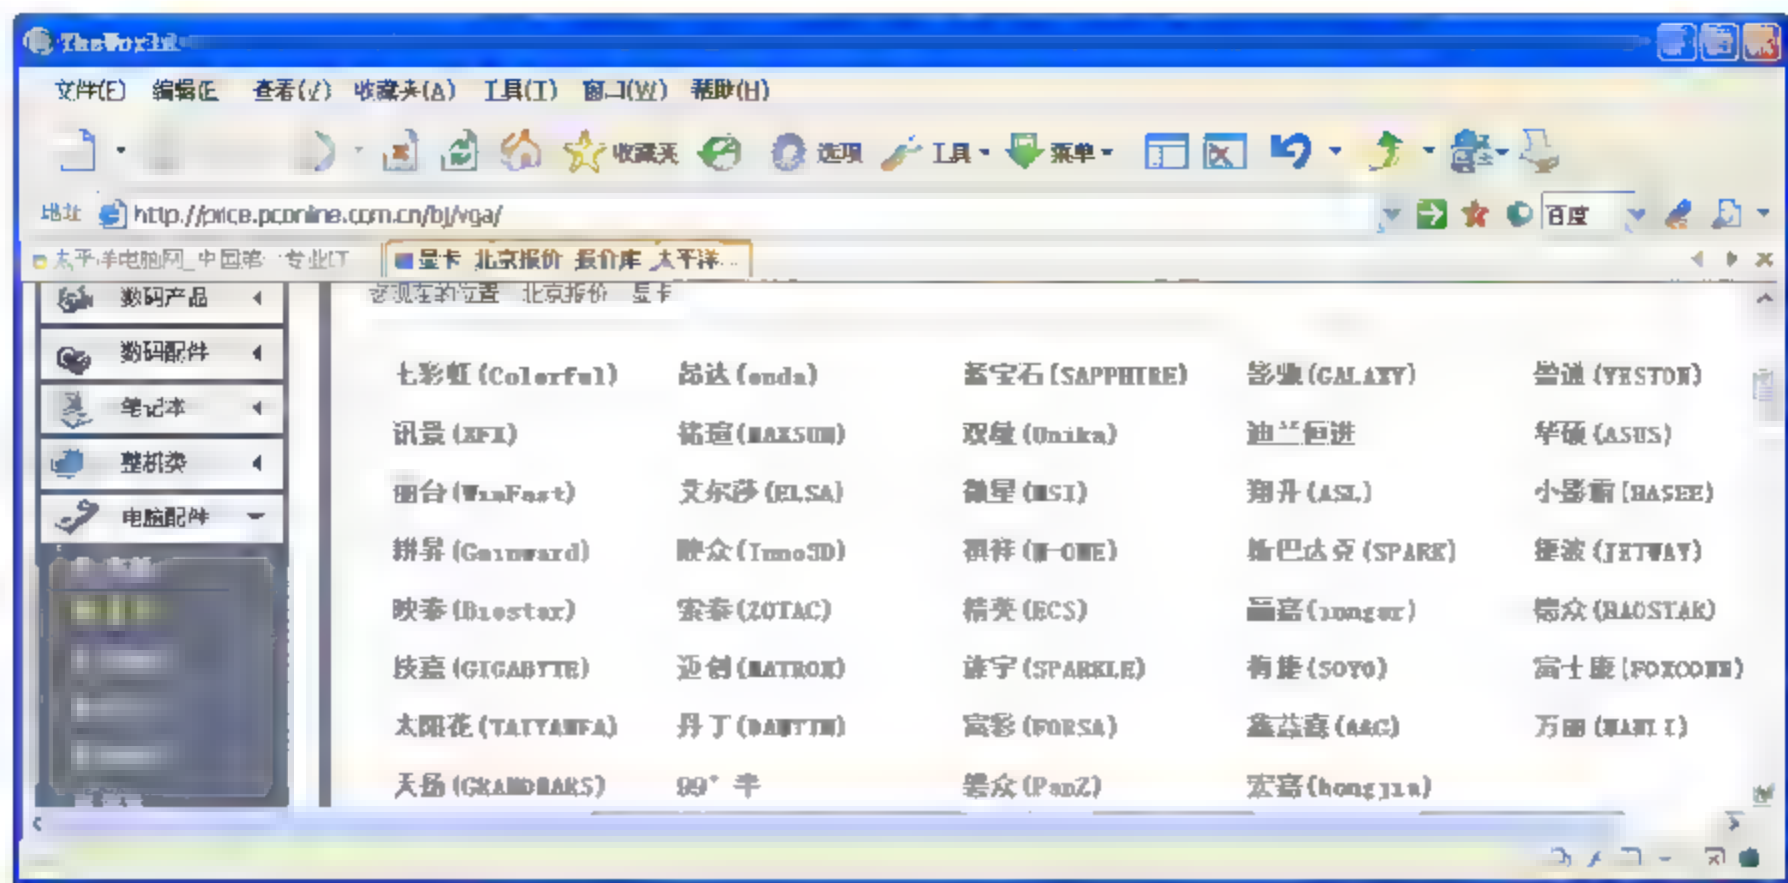 TheWorld
文件(F) 编辑(E 查看(V) 收藏夹(A) 工具(T) 窗口(W) 帮助(H)
收藏夹 选项 工具 菜单
地址 http://price.pconline.com.cn/bj/vga/ 百度
太平洋电脑网_中国第一专业IT 显卡_北京报价_报价库_太平洋...
数码产品 您现在的位置 北京报价 显卡
数码配件
笔记本
整机类
电脑配件
七彩虹(Colorful) 昂达(onda) 蓝宝石(SAPPHIRE) 影驰(GALAXY) 盈通(YESTON)
讯景(XFX) 铭瑄(MAXSUN) 双敏(Unika) 迪兰恒进 华硕(ASUS)
丽台(WinFast) 艾尔莎(ELSA) 微星(MSI) 翔升(ASL) 小影霸(HASEE)
耕昇(Gainward) 映众(Inno3D) 祺祥(M-ONE) 斯巴达克(SPARK) 捷波(JETWAY)
映泰(Biostar) 索泰(ZOTAC) 精英(ECS) (HAOSTAR)
技嘉(GIGABYTE) 迈创(MATROX) 旌宇(SPARKLE) 梅捷(SOYO) 富士康(FOXCONN)
太阳花(TAIYANFA) 丹丁(DANTIN) 富彩(FORSA) 鑫益嘉(A&G) 万丽(MANLI)
天扬(GRANDMARS) 磐众(PanZ) 宏嘉(hongjia)